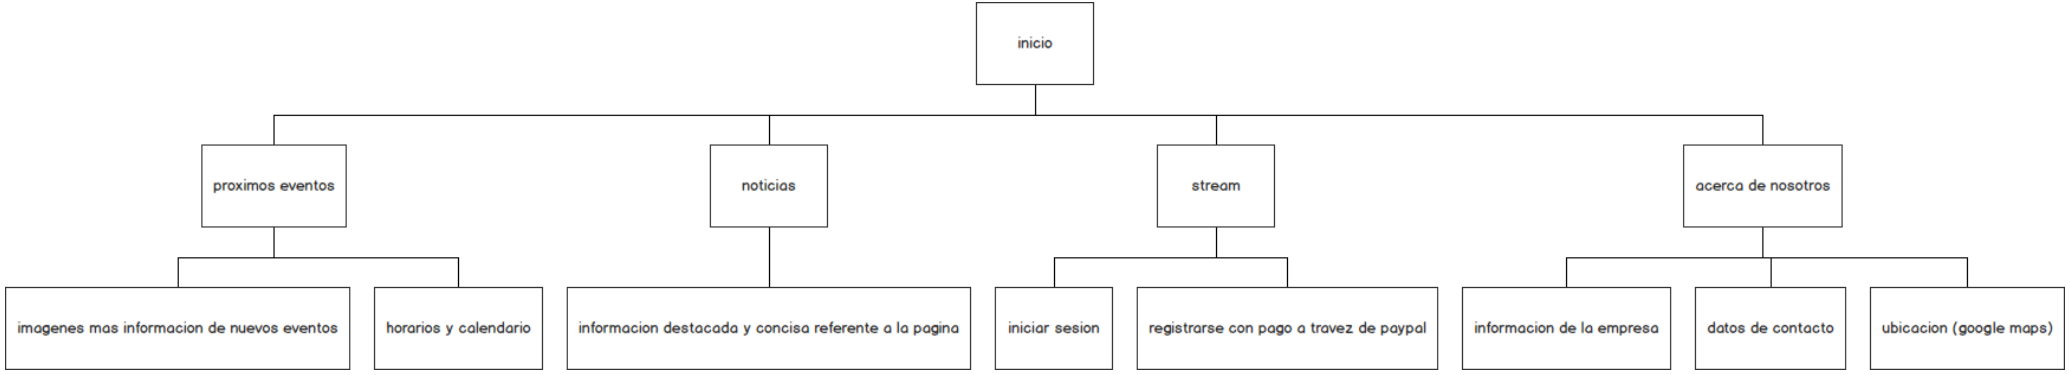 inicio
proximos eventos
noticias
stream
acerca de nosotros
imagenes mas informacion de nuevos eventos
horarios y calendario
informacion destacada y concisa referente a la pagina
iniciar sesion
registrarse con pago a travez de paypal
informacion de la empresa
datos de contacto
ubicacion (google maps)